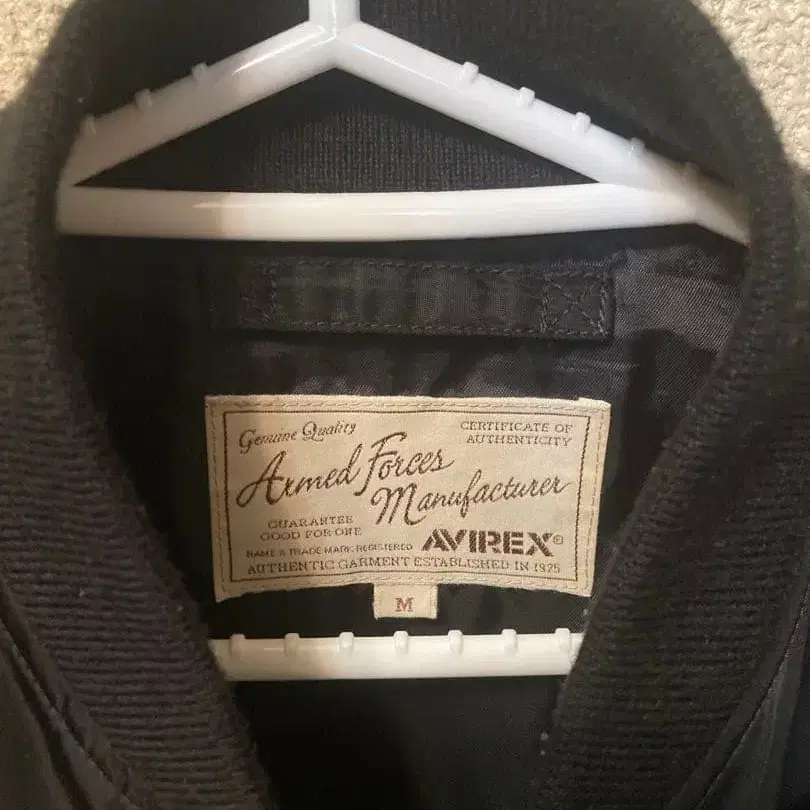 Genuine Quality
CERTIFICATE OF
AUTHENTICITY
Armed Forces
Manufacturer
GUARANTEE
GOOD FOR ONE
NAME & TRADE MARK REGISTERED
AVIREX®
AUTHENTIC GARMENT ESTABLISHED IN 1975
M